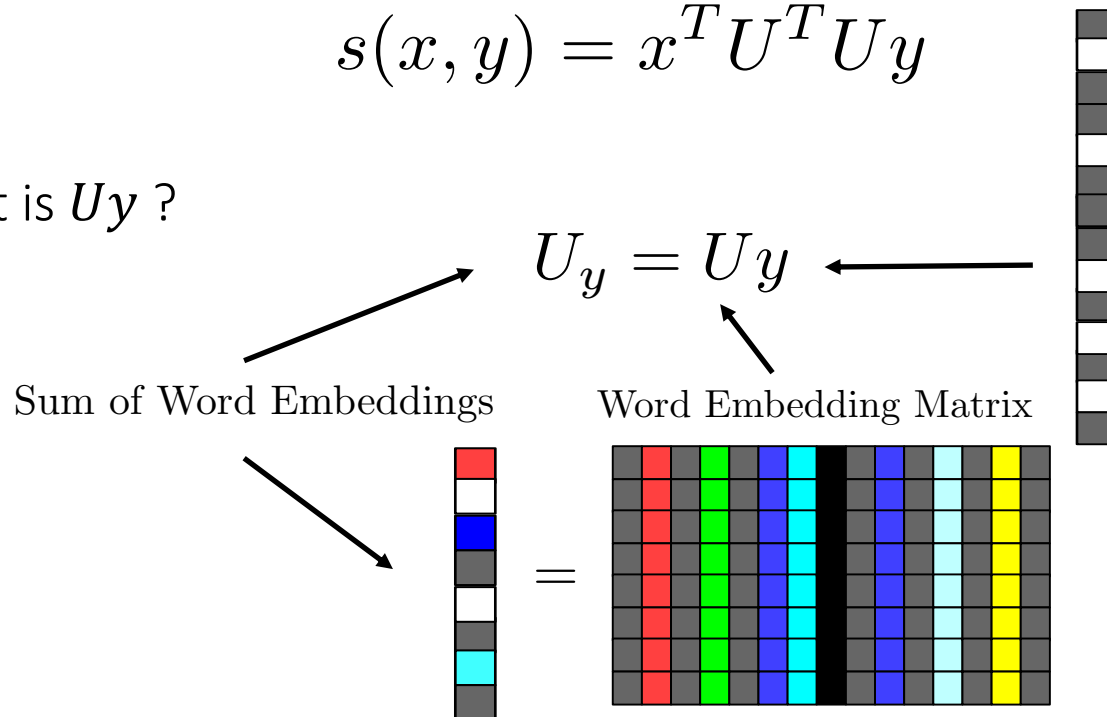 s(x, y) = x^T U^T U y
t is Uy ?
U_y = Uy
Sum of Word Embeddings
Word Embedding Matrix
=